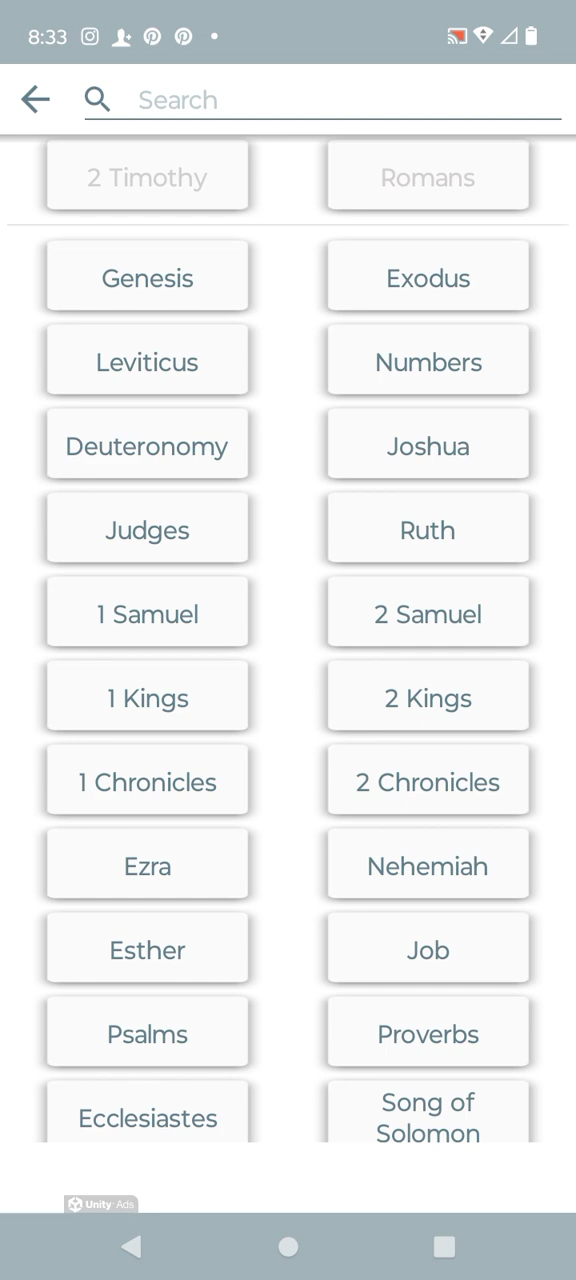 8:33
Search
2 Timothy
Romans
Genesis
Exodus
Leviticus
Numbers
Deuteronomy
Joshua
Judges
Ruth
1 Samuel
2 Samuel
1 Kings
2 Kings
1 Chronicles
2 Chronicles
Ezra
Nehemiah
Esther
Job
Psalms
Proverbs
Ecclesiastes
Song of
Solomon
Unity Ads